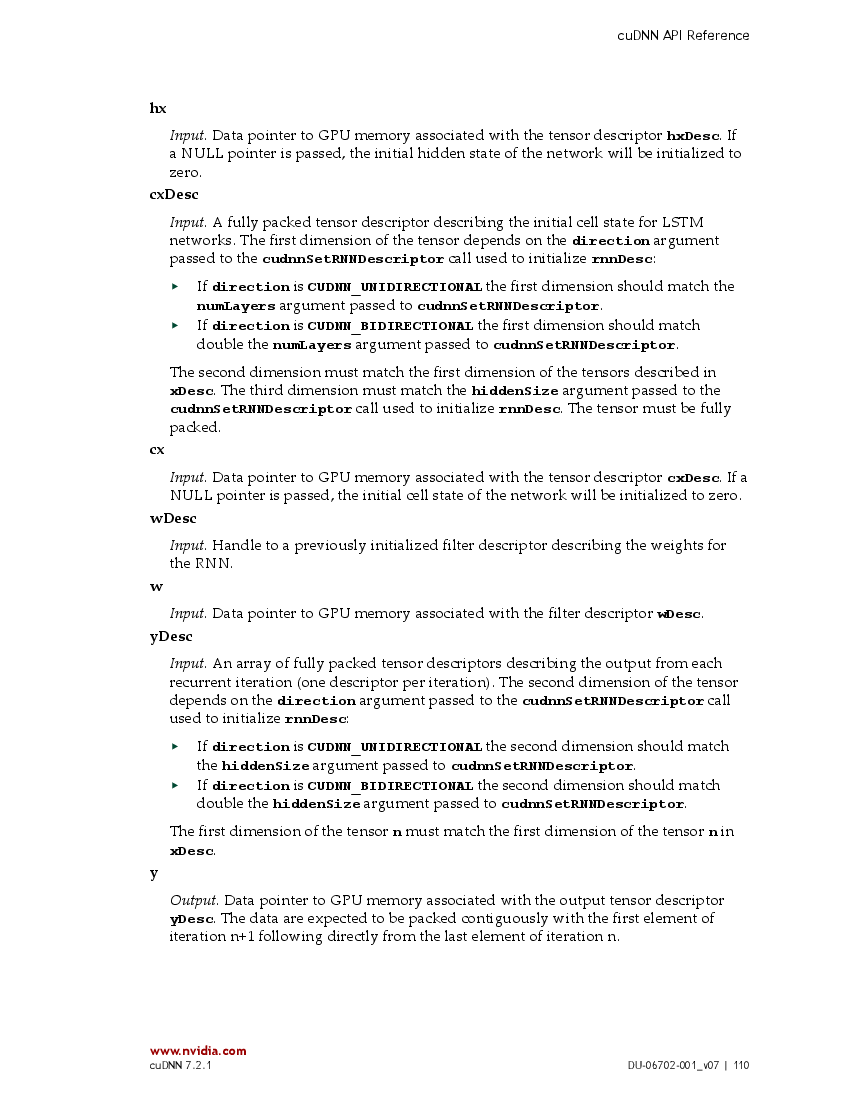 cuDNN API Reference
hx
Input. Data pointer to GPU memory associated with the tensor descriptor hxDesc. If
a NULL pointer is passed, the initial hidden state of the network will be initialized to
zero.
cxDesc
Input. A fully packed tensor descriptor describing the initial cell state for LSTM
networks. The first dimension of the tensor depends on the direction argument
passed to the cudnnSetRNNDescriptor call used to initialize rnnDesc:
▸ If direction is CUDNN_UNIDIRECTIONAL the first dimension should match the
numLayers argument passed to cudnnSetRNNDescriptor.
▸ If direction is CUDNN_BIDIRECTIONAL the first dimension should match
double the numLayers argument passed to cudnnSetRNNDescriptor.
The second dimension must match the first dimension of the tensors described in
xDesc. The third dimension must match the hiddenSize argument passed to the
cudnnSetRNNDescriptor call used to initialize rnnDesc. The tensor must be fully
packed.
cx
Input. Data pointer to GPU memory associated with the tensor descriptor cxDesc. If a
NULL pointer is passed, the initial cell state of the network will be initialized to zero.
wDesc
Input. Handle to a previously initialized filter descriptor describing the weights for
the RNN.
w
Input. Data pointer to GPU memory associated with the filter descriptor wDesc.
yDesc
Input. An array of fully packed tensor descriptors describing the output from each
recurrent iteration (one descriptor per iteration). The second dimension of the tensor
depends on the direction argument passed to the cudnnSetRNNDescriptor call
used to initialize rnnDesc:
▸ If direction is CUDNN_UNIDIRECTIONAL the second dimension should match
the hiddenSize argument passed to cudnnSetRNNDescriptor.
▸ If direction is CUDNN_BIDIRECTIONAL the second dimension should match
double the hiddenSize argument passed to cudnnSetRNNDescriptor.
The first dimension of the tensor n must match the first dimension of the tensor n in
xDesc.
y
Output. Data pointer to GPU memory associated with the output tensor descriptor
yDesc. The data are expected to be packed contiguously with the first element of
iteration n+1 following directly from the last element of iteration n.
www.nvidia.com
cuDNN 7.2.1 DU-06702-001_v07 | 110